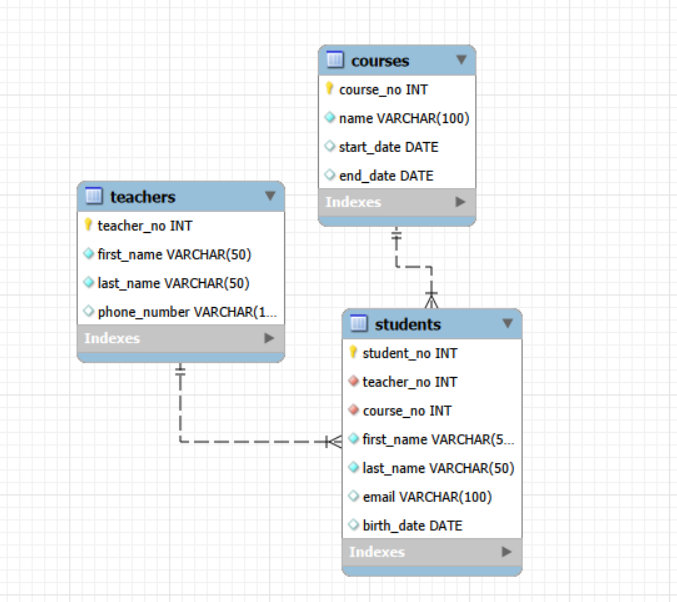 courses
course_no INT
name VARCHAR(100)
start_date DATE
end_date DATE
Indexes
teachers
teacher_no INT
first_name VARCHAR(50)
last_name VARCHAR(50)
phone_number VARCHAR(1...
Indexes
students
student_no INT
teacher_no INT
course_no INT
first_name VARCHAR(5...
last_name VARCHAR(50)
email VARCHAR(100)
birth_date DATE
Indexes